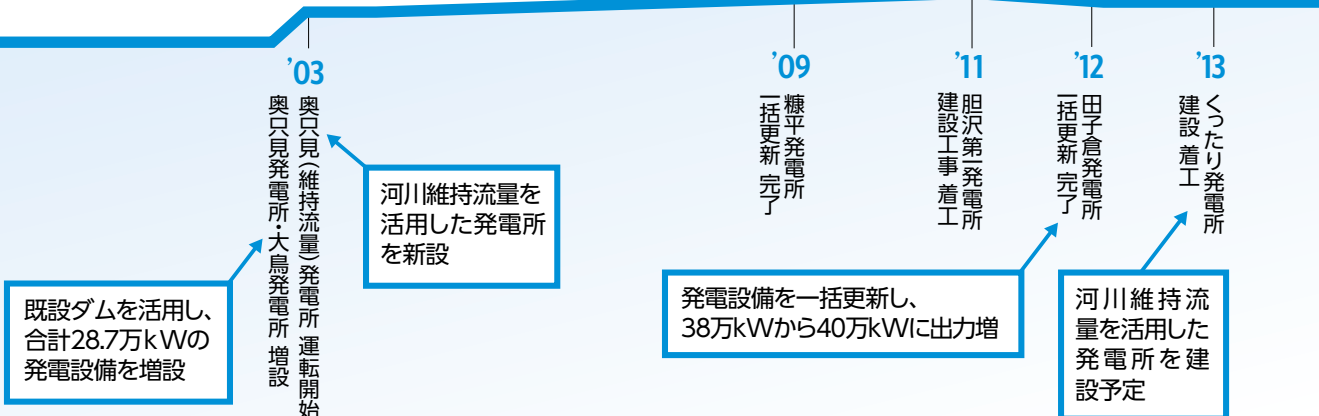 ’03
奥只見(維持流量)発電所 運転開始
奥只見発電所・大鳥発電所 増設
河川維持流量を
活用した発電所
を新設
既設ダムを活用し、
合計28.7万kWの
発電設備を増設
’09
糠平発電所
一括更新 完了
’11
胆沢第一発電所
建設工事 着工
’12
田子倉発電所
一括更新 完了
発電設備を一括更新し、
38万kWから40万kWに出力増
’13
くったり発電所
建設 着工
河川維持流
量を活用した
発電所を建
設予定